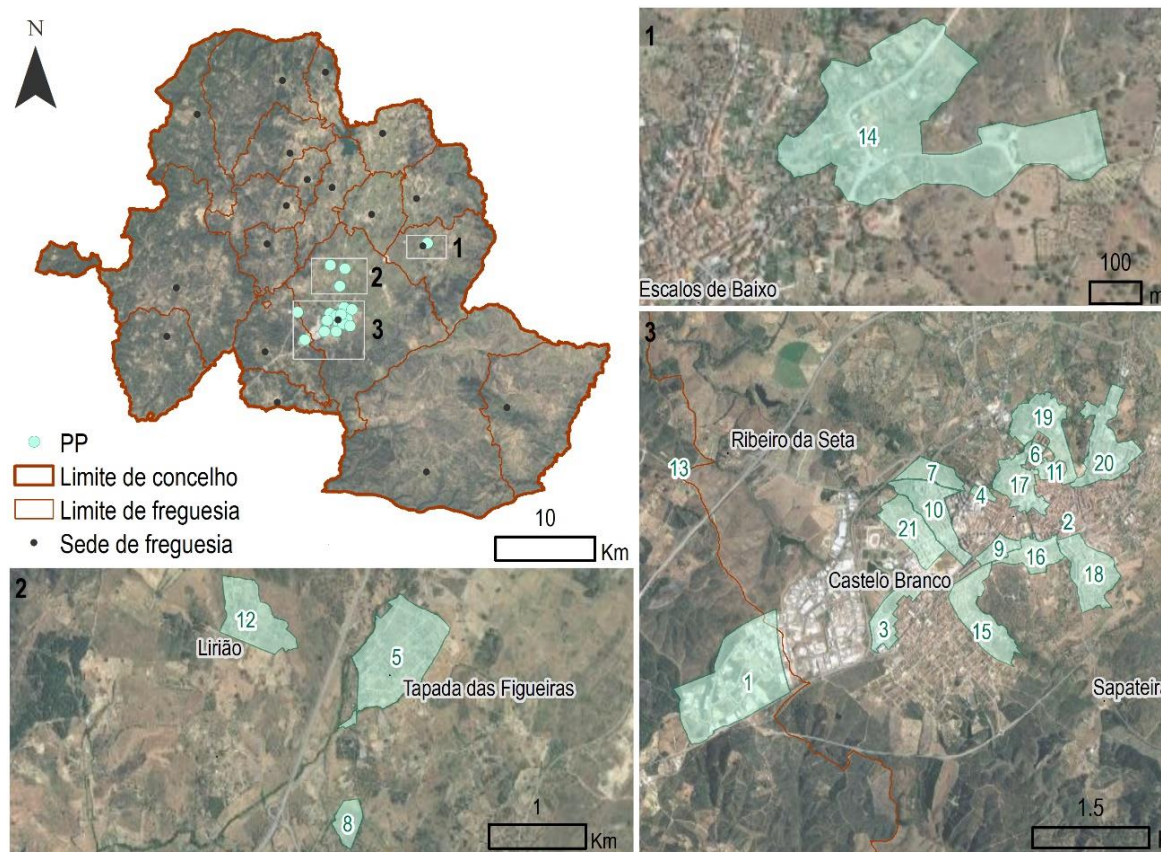 N
1
2
3
PP
Limite de concelho
Limite de freguesia
Sede de freguesia
10
Km
1
14
100
m
Escalos de Baixo
2
12
Lirião
5
Tapada das Figueiras
8
1
Km
3
Ribeiro da Seta
13
19
6
20
7
11
17
4
10
2
21
9
16
Castelo Branco
18
3
15
1
Sapateira
1.5